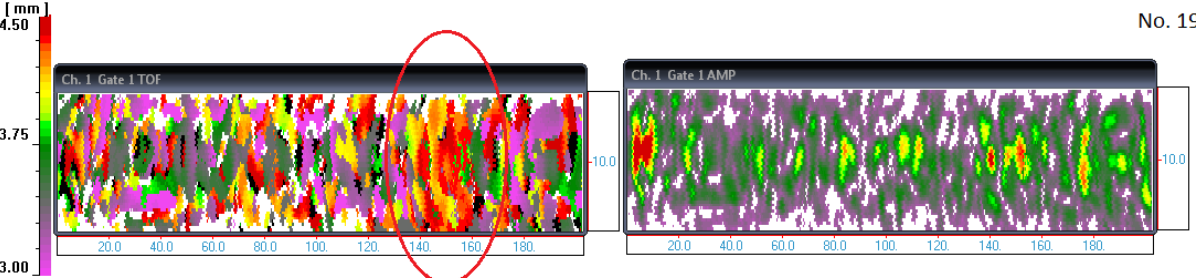 [ mm ]
4.50
3.75
3.00
Ch. 1 Gate 1 TOF
10.0
20.0 40.0 60.0 80.0 100. 120. 140. 160. 180.
No. 19
Ch. 1 Gate 1 AMP
10.0
20.0 40.0 60.0 80.0 100. 120. 140. 160. 180.